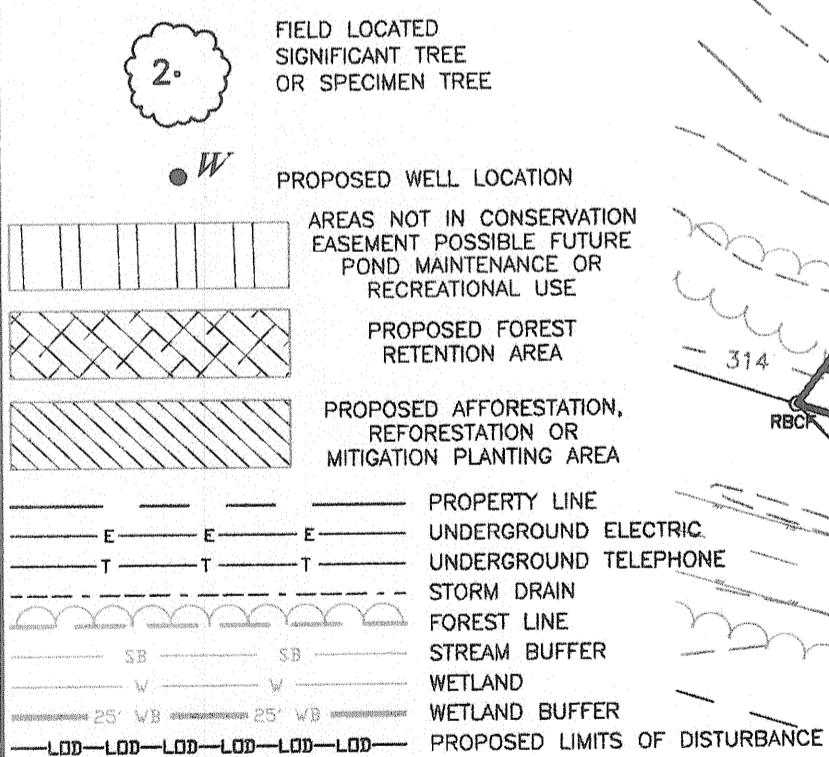 2.
FIELD LOCATED
SIGNIFICANT TREE
OR SPECIMEN TREE
W
PROPOSED WELL LOCATION
AREAS NOT IN CONSERVATION
EASEMENT POSSIBLE FUTURE
POND MAINTENANCE OR
RECREATIONAL USE
PROPOSED FOREST
RETENTION AREA
314
RBCF
PROPOSED AFFORESTATION,
REFORESTATION OR
MITIGATION PLANTING AREA
PROPERTY LINE
E E E UNDERGROUND ELECTRIC
T T T UNDERGROUND TELEPHONE
STORM DRAIN
FOREST LINE
SB SB STREAM BUFFER
W W WETLAND
25' WB 25' WB WETLAND BUFFER
LOD LOD LOD LOD LOD LOD PROPOSED LIMITS OF DISTURBANCE